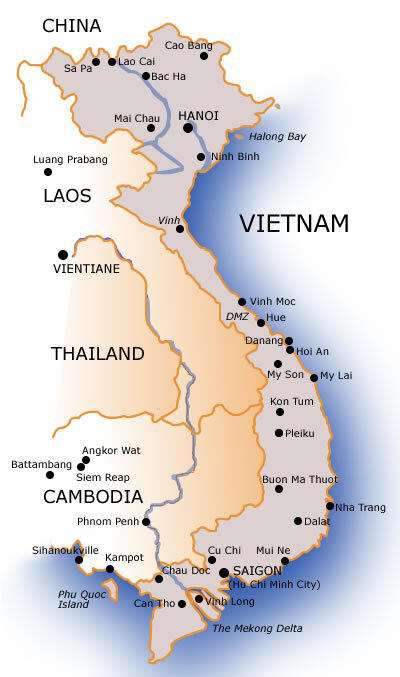 CHINA
Cao Bang
Sa Pa
Lao Cai
Bac Ha
Mai Chau
HANOI
Halong Bay
Luang Prabang
Ninh Binh
LAOS
Vinh
VIETNAM
VIENTIANE
Vinh Moc
DMZ
Hue
Danang
Hoi An
THAILAND
My Son
My Lai
Kon Tum
Pleiku
Angkor Wat
Battambang
Siem Reap
Buon Ma Thuot
CAMBODIA
Nha Trang
Phnom Penh
Dalat
Sihanoukville
Kampot
Cu Chi
Mui Ne
Chau Doc
SAIGON
(Hu Chi Minh City)
Phu Quoc
Island
Can Tho
Vinh Long
The Mekong Delta